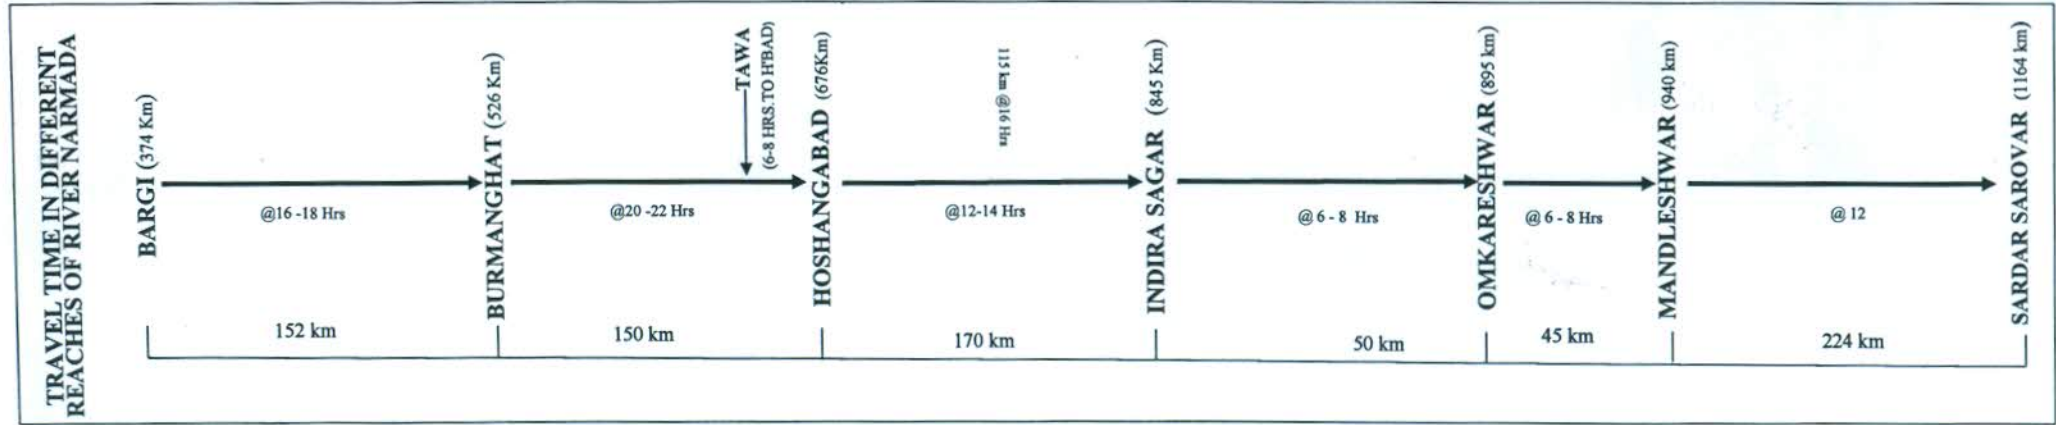 TRAVEL TIME IN DIFFERENT
REACHES OF RIVER NARMADA
BARGI (374 Km)
@16 -18 Hrs
152 km
BURMANGHAT (526 Km)
@20 -22 Hrs
150 km
TAWA
(6-8 HRS.TO H'BAD)
HOSHANGABAD (676Km)
115 km @16 Hrs
@12-14 Hrs
170 km
INDIRA SAGAR (845 Km)
@ 6 - 8 Hrs
50 km
OMKARESHWAR (895 km)
@ 6 - 8 Hrs
45 km
MANDLESHWAR (940 km)
@ 12
224 km
SARDAR SAROVAR (1164 km)